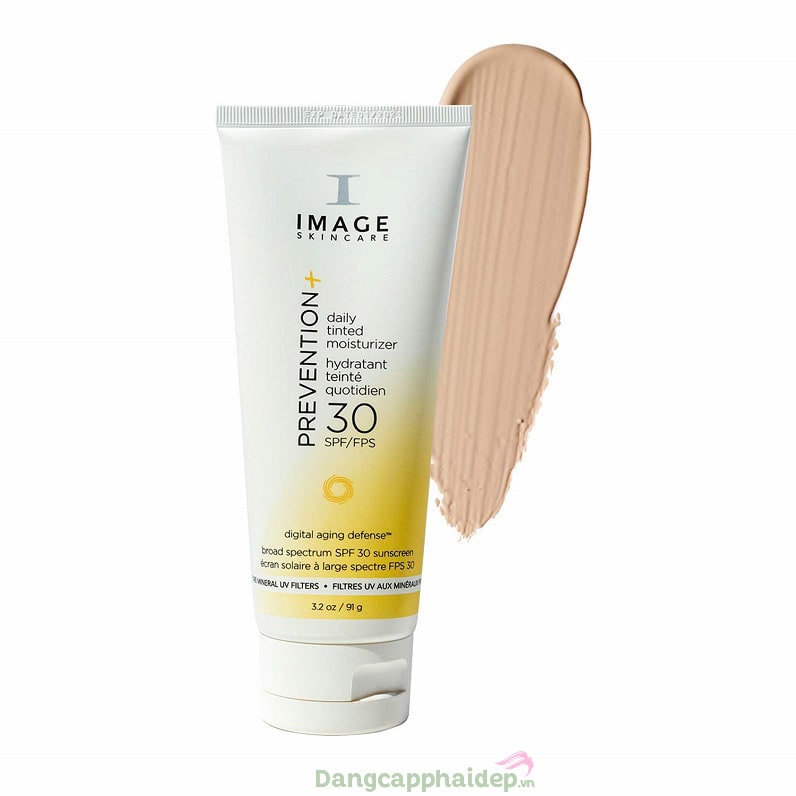 I
IMAGE
SKINCARE
PREVENTION+
daily
tinted
moisturizer
hydratant
teinté
quotidien
30
SPF/FPS
digital aging defense™
broad spectrum SPF 30 sunscreen
écran solaire à large spectre FPS 30
MINERAL UV FILTERS • FILTRES UV AUX MINÉRAUX
3.2 oz / 91 g
Dangcapphaidep.vn